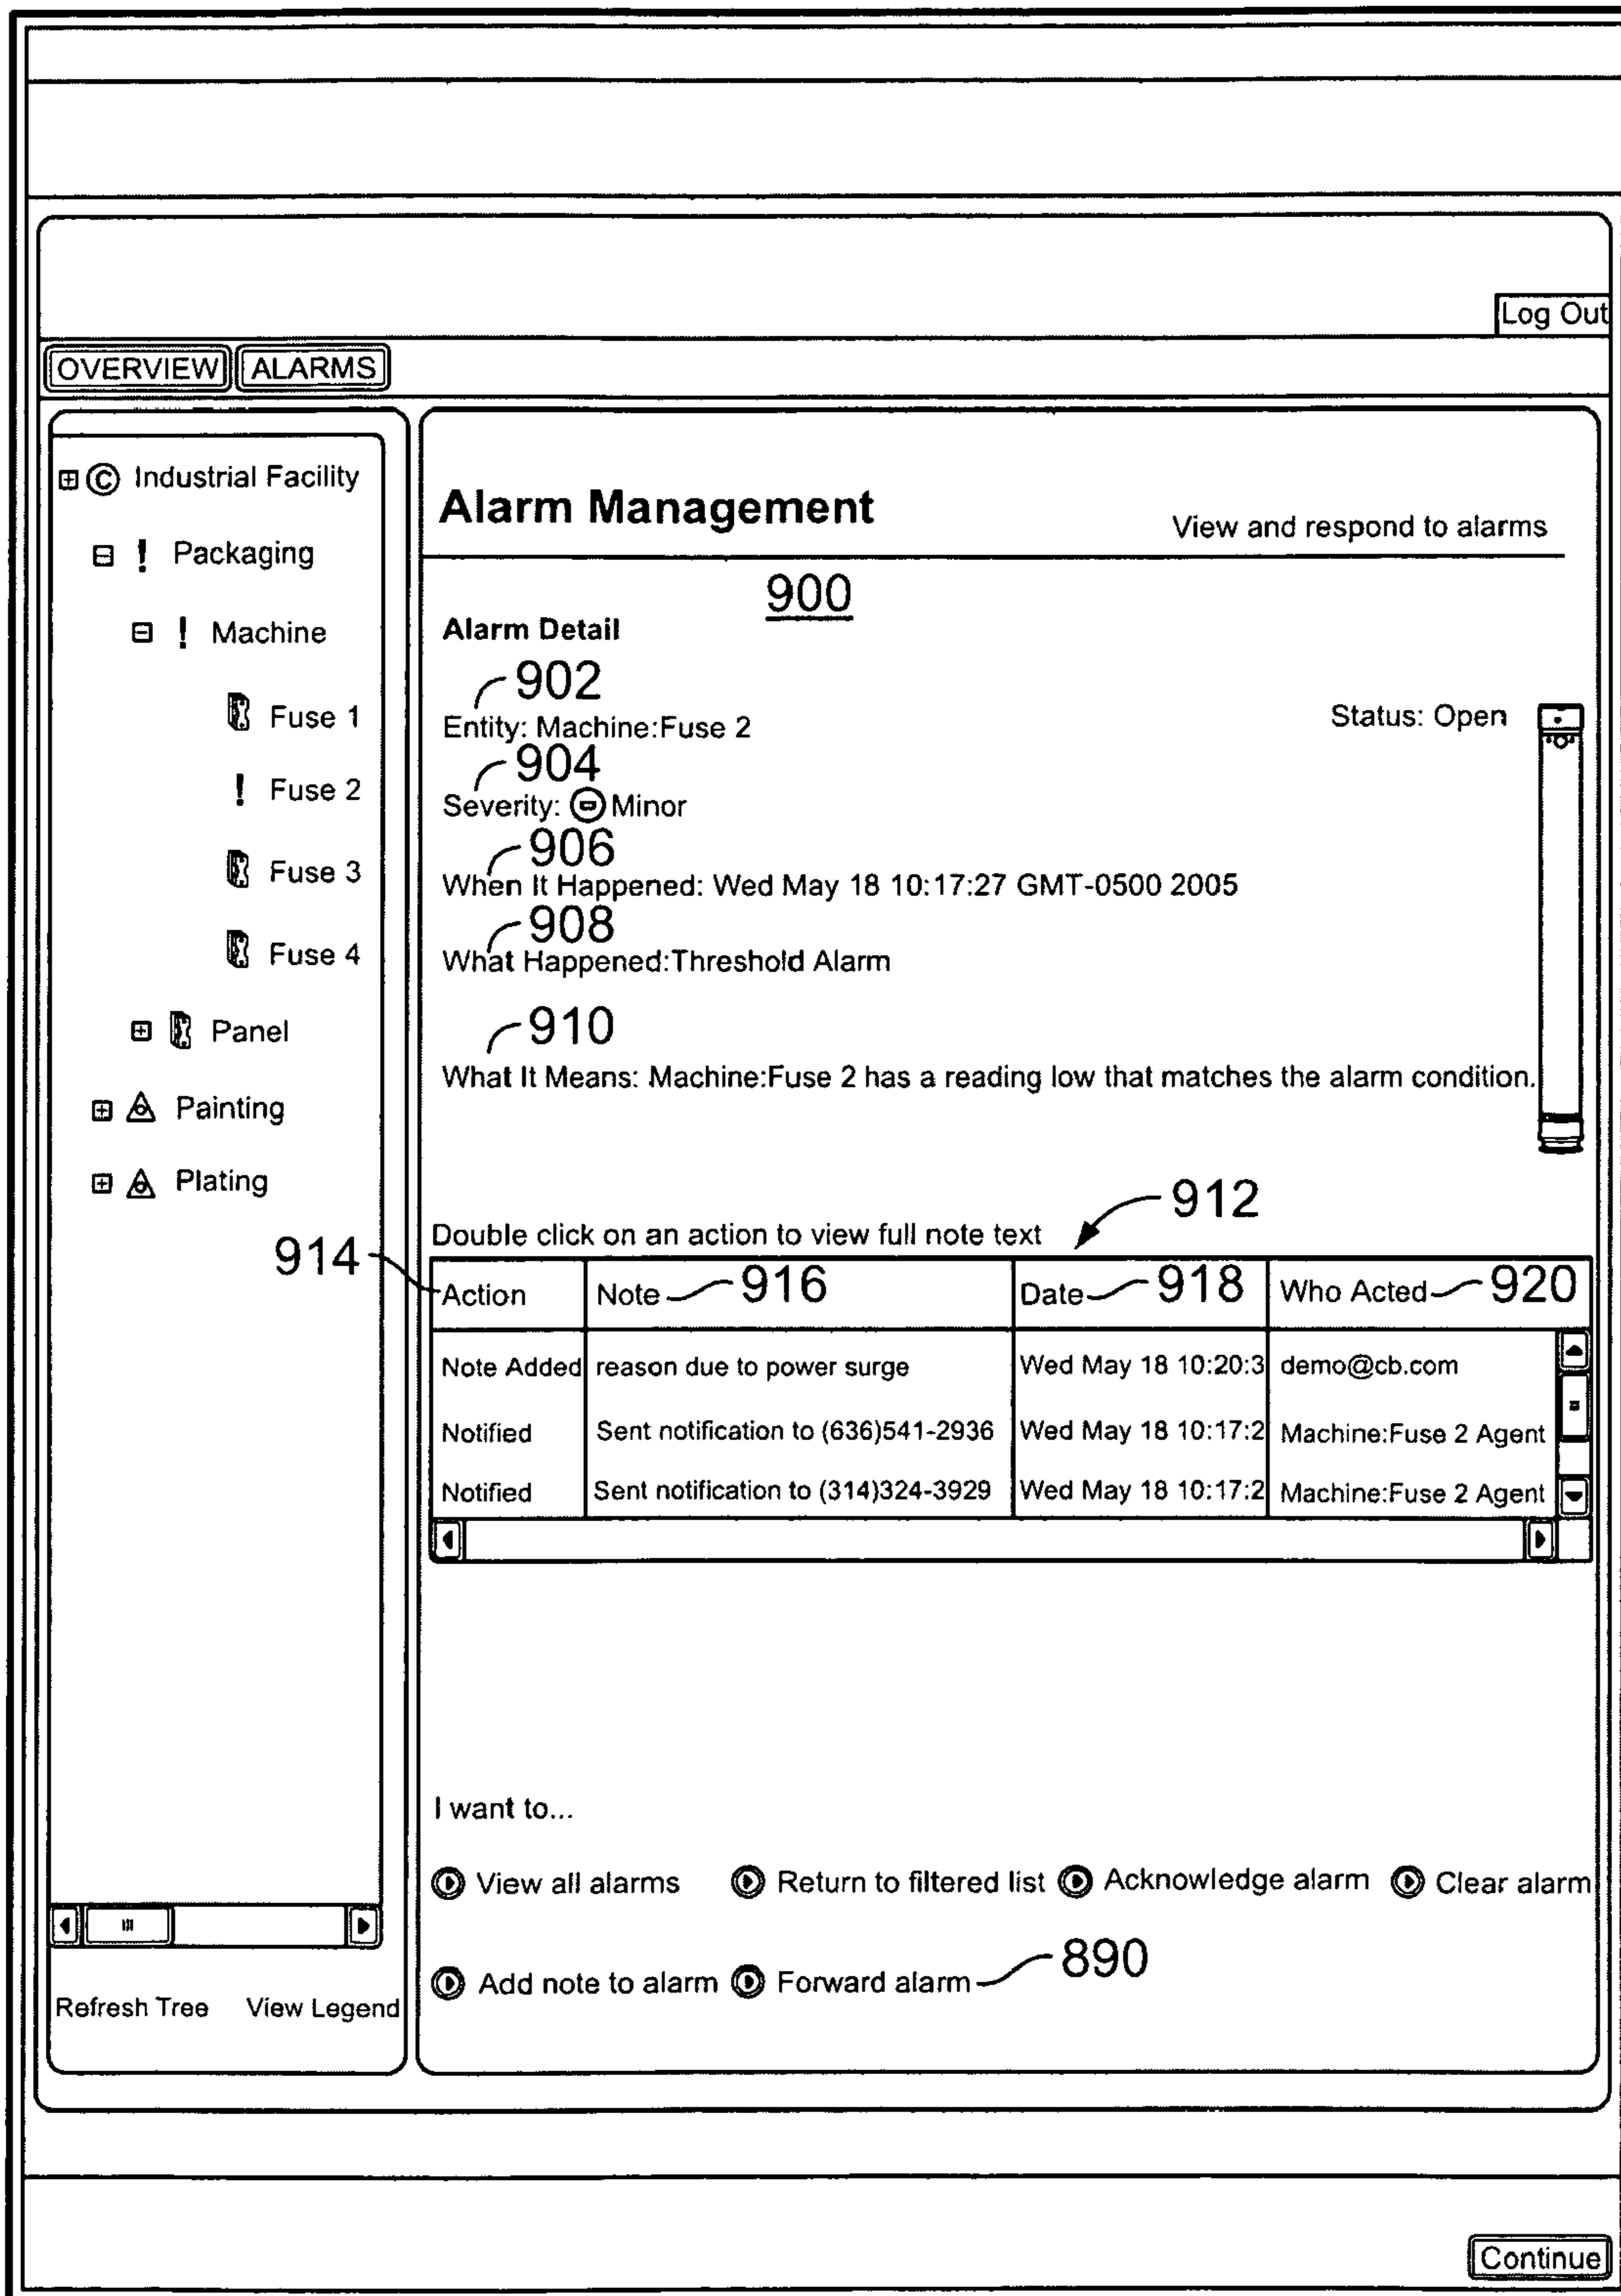 Log Out
OVERVIEW ALARMS
Industrial Facility
Packaging
Machine
Fuse 1
Fuse 2
Fuse 3
Fuse 4
Panel
Painting
Plating
Refresh Tree View Legend
Alarm Management
View and respond to alarms
900
Alarm Detail
902
Entity: Machine:Fuse 2
Status: Open
904
Severity: Minor
906
When It Happened: Wed May 18 10:17:27 GMT-0500 2005
908
What Happened:Threshold Alarm
910
What It Means: Machine:Fuse 2 has a reading low that matches the alarm condition.
912
Double click on an action to view full note text
914
Action Note 916 Date 918 Who Acted 920
Note Added reason due to power surge Wed May 18 10:20:3 demo@cb.com
Notified Sent notification to (636)541-2936 Wed May 18 10:17:2 Machine:Fuse 2 Agent
Notified Sent notification to (314)324-3929 Wed May 18 10:17:2 Machine:Fuse 2 Agent
I want to...
View all alarms Return to filtered list Acknowledge alarm Clear alarm
Add note to alarm Forward alarm 890
Continue